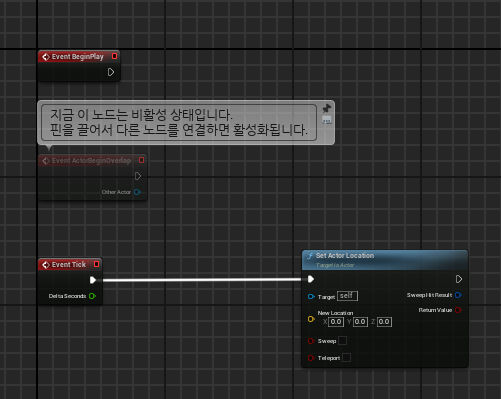 Event BeginPlay
지금 이 노드는 비활성 상태입니다.
핀을 끌어서 다른 노드를 연결하면 활성화됩니다.
Event ActorBeginOverlap
Other Actor
Event Tick
Delta Seconds
Set Actor Location
Target is Actor
Target self
Sweep Hit Result
New Location
Return Value
X 0.0 Y 0.0 Z 0.0
Sweep
Teleport